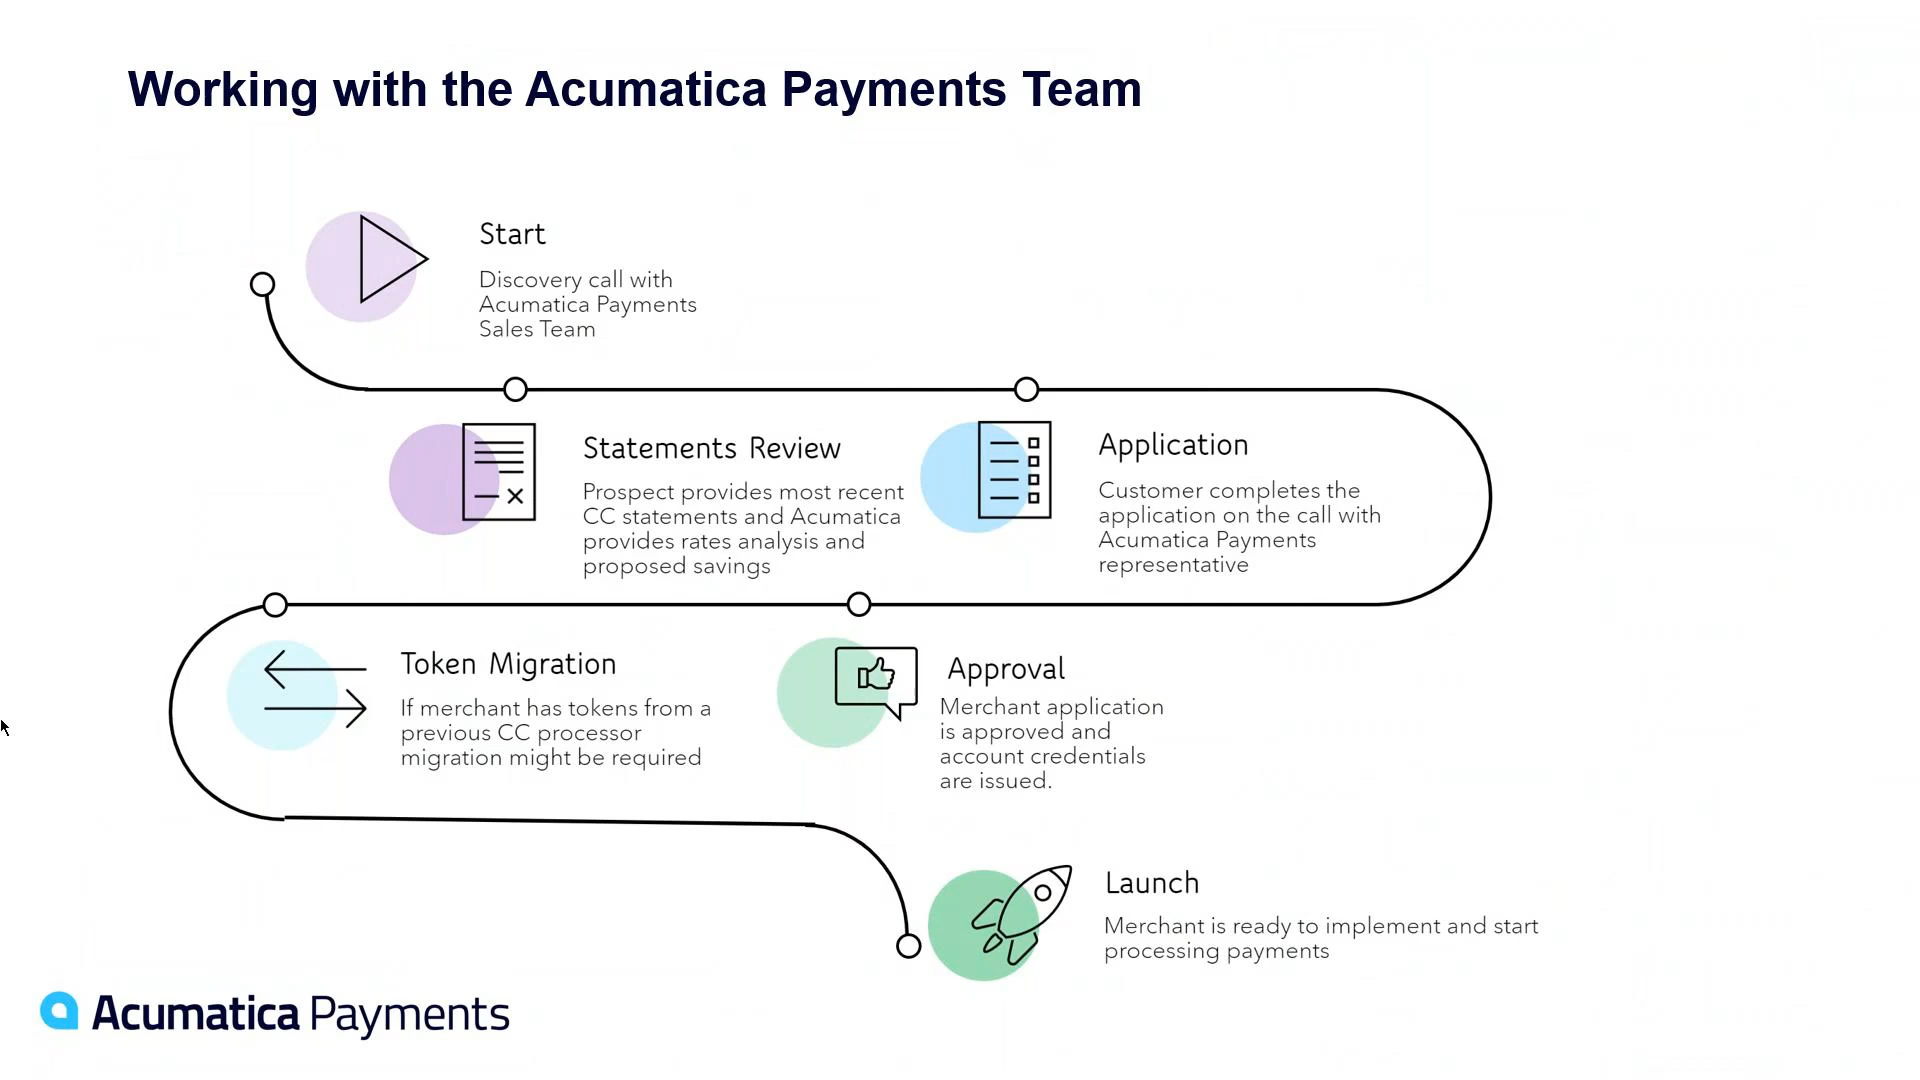 Working with the Acumatica Payments Team
Start
Discovery call with
Acumatica Payments
Sales Team
Statements Review
Prospect provides most recent
CC statements and Acumatica
provides rates analysis and
proposed savings
Application
Customer completes the
application on the call with
Acumatica Payments
representative
Token Migration
If merchant has tokens from a
previous CC processor
migration might be required
Approval
Merchant application
is approved and
account credentials
are issued.
Launch
Merchant is ready to implement and start
processing payments
Acumatica Payments